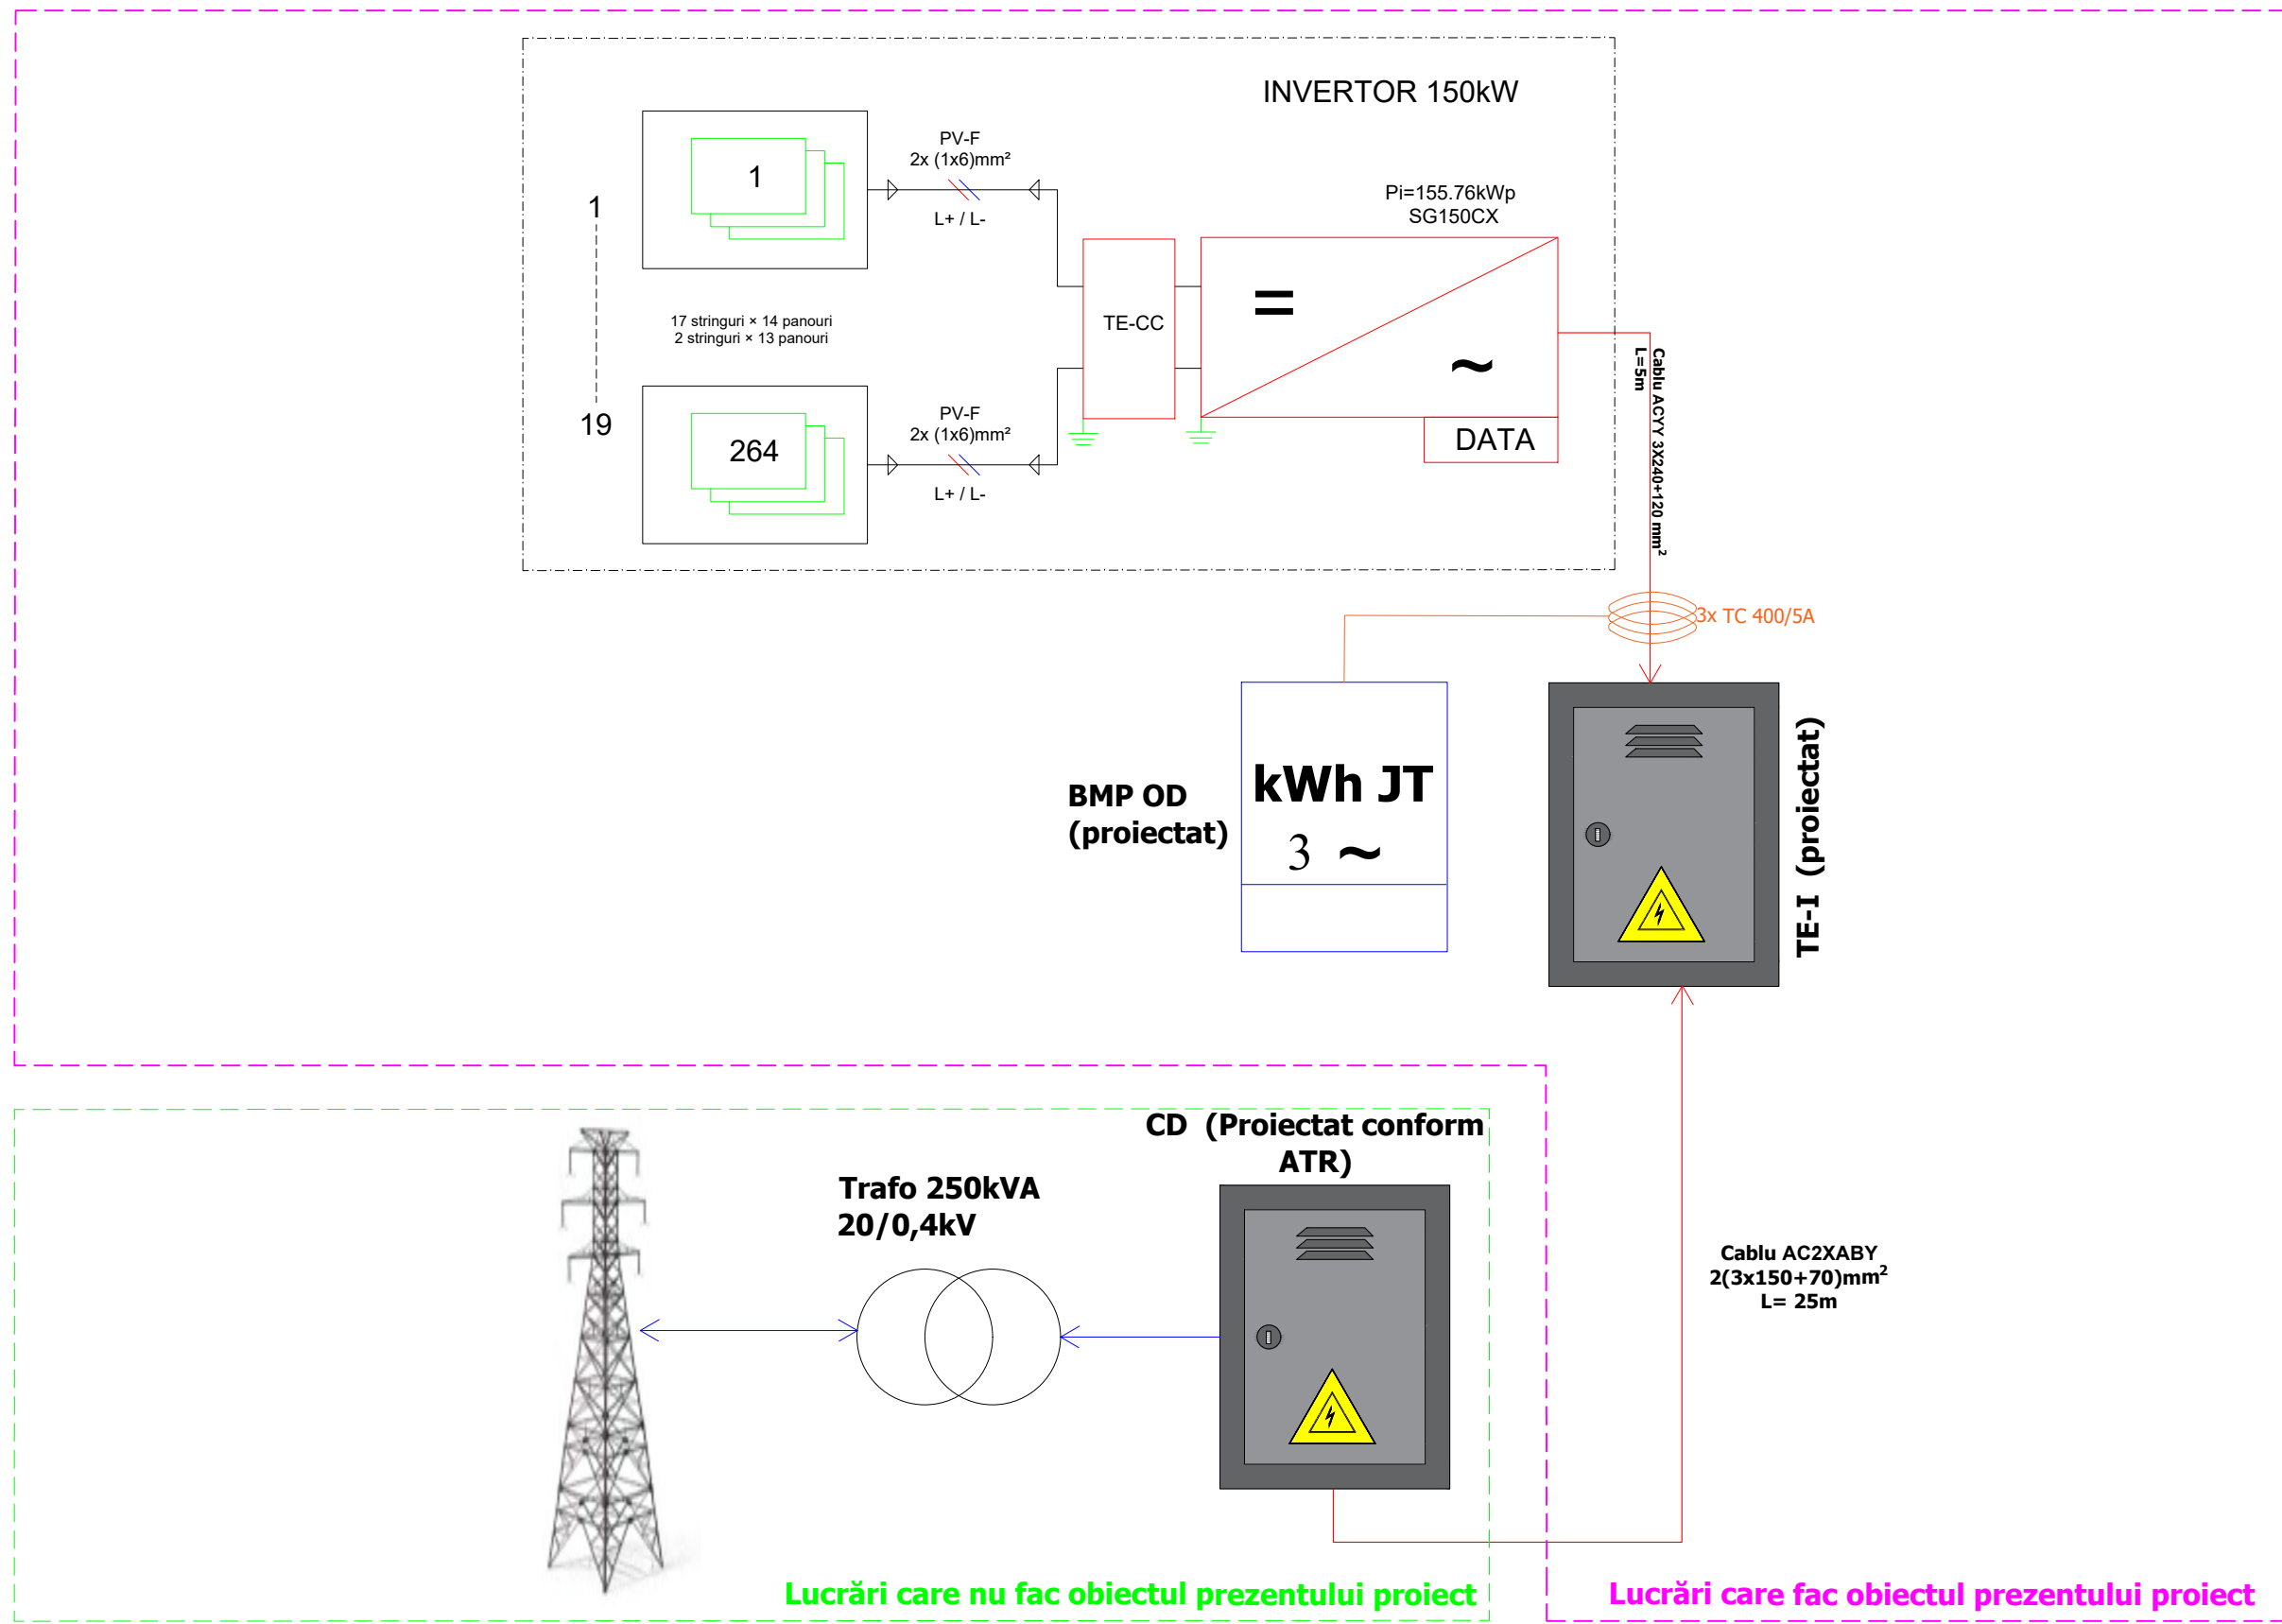 INVERTOR 150kW
1
PV-F
2x (1x6)mm²
L+ / L-
Pi=155.76kWp
SG150CX
1
17 stringuri × 14 panouri
2 stringuri × 13 panouri
TE-CC
=
~
DATA
19
264
PV-F
2x (1x6)mm²
L+ / L-
Cablu ACYY 3X240+120 mm²
L=5m
3x TC 400/5A
BMP OD
(proiectat)
kWh JT
3 ~
TE-I (proiectat)
CD (Proiectat conform
ATR)
Trafo 250kVA
20/0,4kV
Cablu AC2XABY
2(3x150+70)mm²
L= 25m
Lucrări care nu fac obiectul prezentului proiect
Lucrări care fac obiectul prezentului proiect